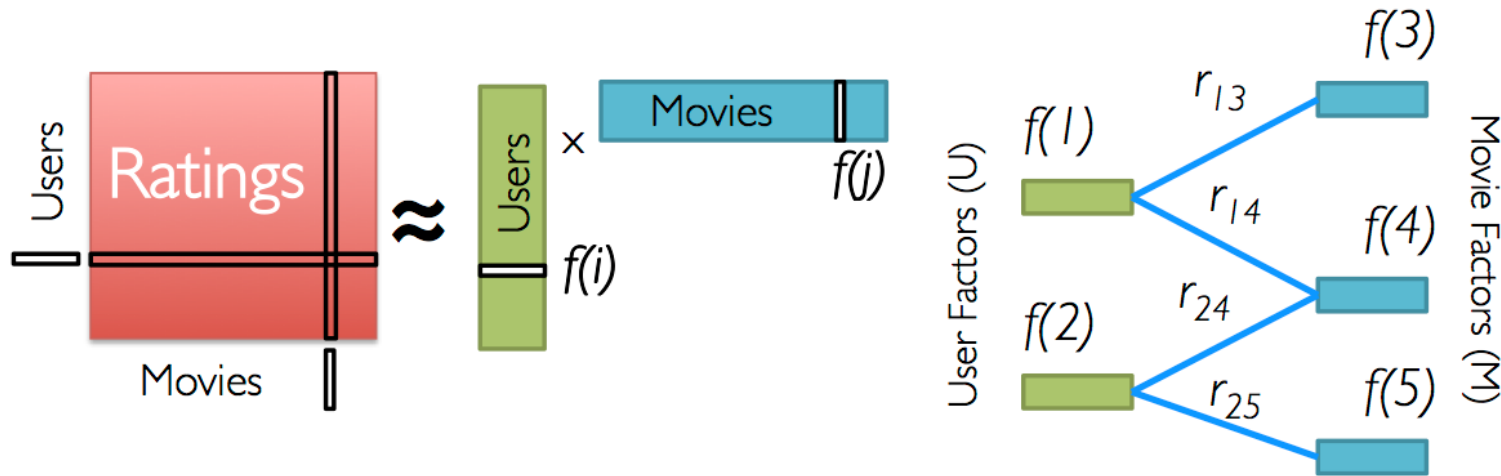 Users
Ratings
Movies
≈
Users
f(i)
x
Movies
f(j)
User Factors (U)
f(1)
f(2)
r13
r14
r24
r25
f(3)
f(4)
f(5)
Movie Factors (M)